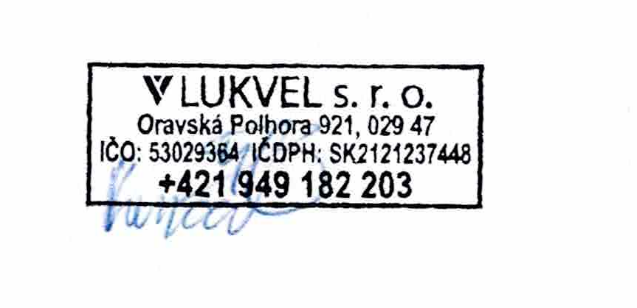 LUKVEL s. r. o.
Oravská Polhora 921, 029 47
IČO: 53029364 IČDPH: SK2121237448
+421 949 182 203